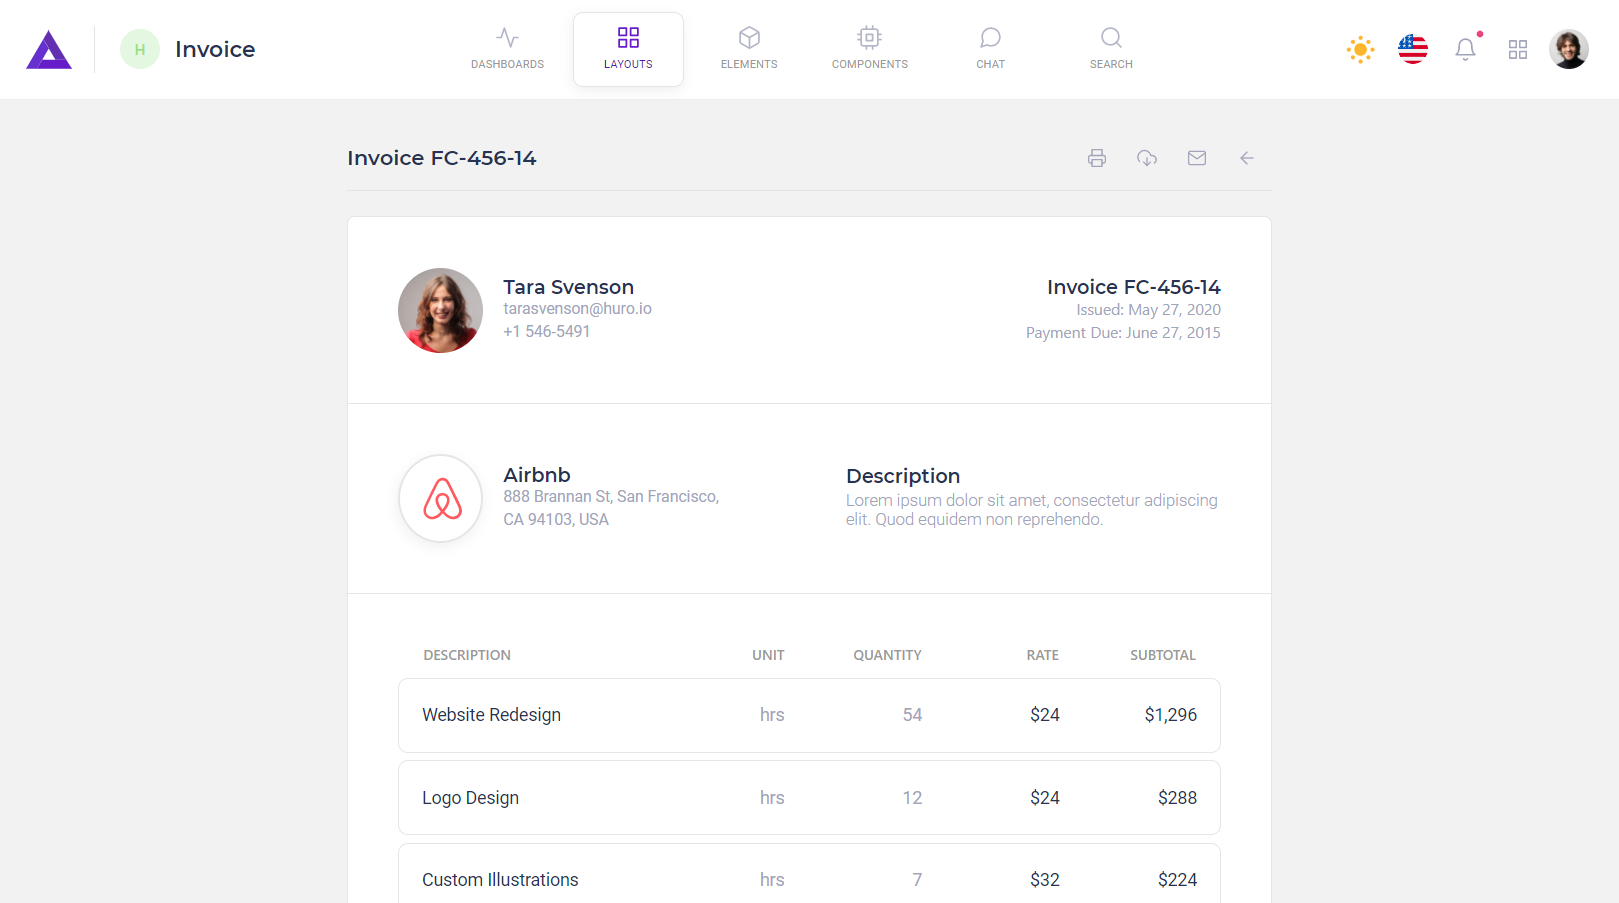 H
Invoice
DASHBOARDS
LAYOUTS
ELEMENTS
COMPONENTS
CHAT
SEARCH
Invoice FC-456-14
Tara Svenson
tarasvenson@huro.io
+1 546-5491
Invoice FC-456-14
Issued: May 27, 2020
Payment Due: June 27, 2015
Airbnb
888 Brannan St, San Francisco,
CA 94103, USA
Description
Lorem ipsum dolor sit amet, consectetur adipiscing
elit. Quod equidem non reprehendo.
DESCRIPTION UNIT QUANTITY RATE SUBTOTAL
Website Redesign hrs 54 $24 $1,296
Logo Design hrs 12 $24 $288
Custom Illustrations hrs 7 $32 $224